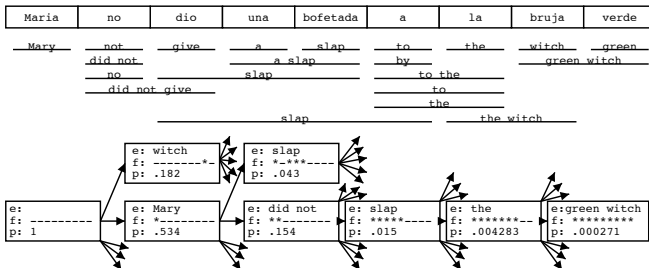 Maria no dio una bofetada a la bruja verde
Mary not give a slap to the witch green
did not a slap by green witch
no slap to the
did not give to
the
slap the witch
e: witch
f: -------*-
p: .182
e: slap
f: *-***----
p: .043
e:
f: ---------
p: 1
e: Mary
f: *--------
p: .534
e: did not
f: **-------
p: .154
e: slap
f: *****----
p: .015
e: the
f: *******--
p: .004283
e:green witch
f: *********
p: .000271